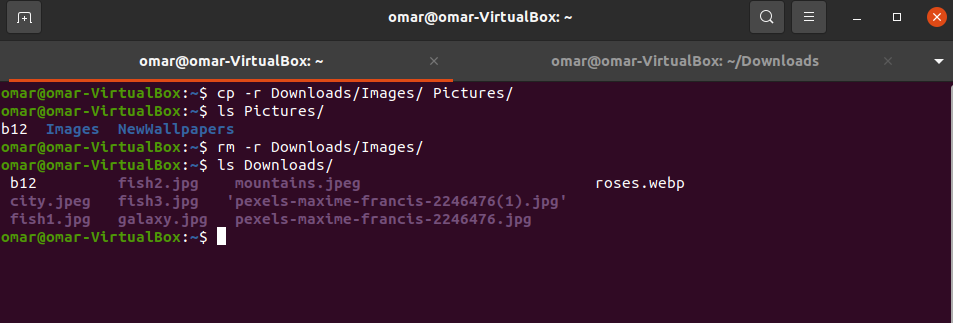 omar@omar-VirtualBox: ~
omar@omar-VirtualBox: ~ omar@omar-VirtualBox: ~/Downloads
omar@omar-VirtualBox:~$ cp -r Downloads/Images/ Pictures/
omar@omar-VirtualBox:~$ ls Pictures/
b12 Images NewWallpapers
omar@omar-VirtualBox:~$ rm -r Downloads/Images/
omar@omar-VirtualBox:~$ ls Downloads/
b12 fish2.jpg mountains.jpeg roses.webp
city.jpeg fish3.jpg 'pexels-maxime-francis-2246476(1).jpg'
fish1.jpg galaxy.jpg pexels-maxime-francis-2246476.jpg
omar@omar-VirtualBox:~$